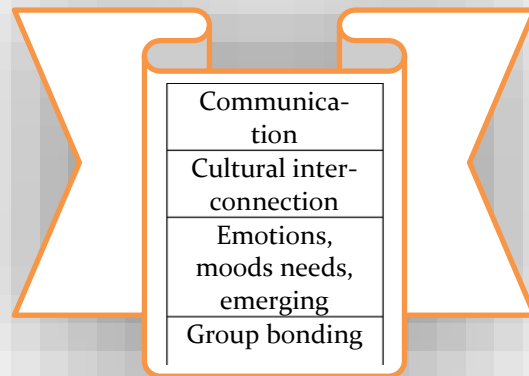 Communica-
tion
Cultural inter-
connection
Emotions,
moods needs,
emerging
Group bonding